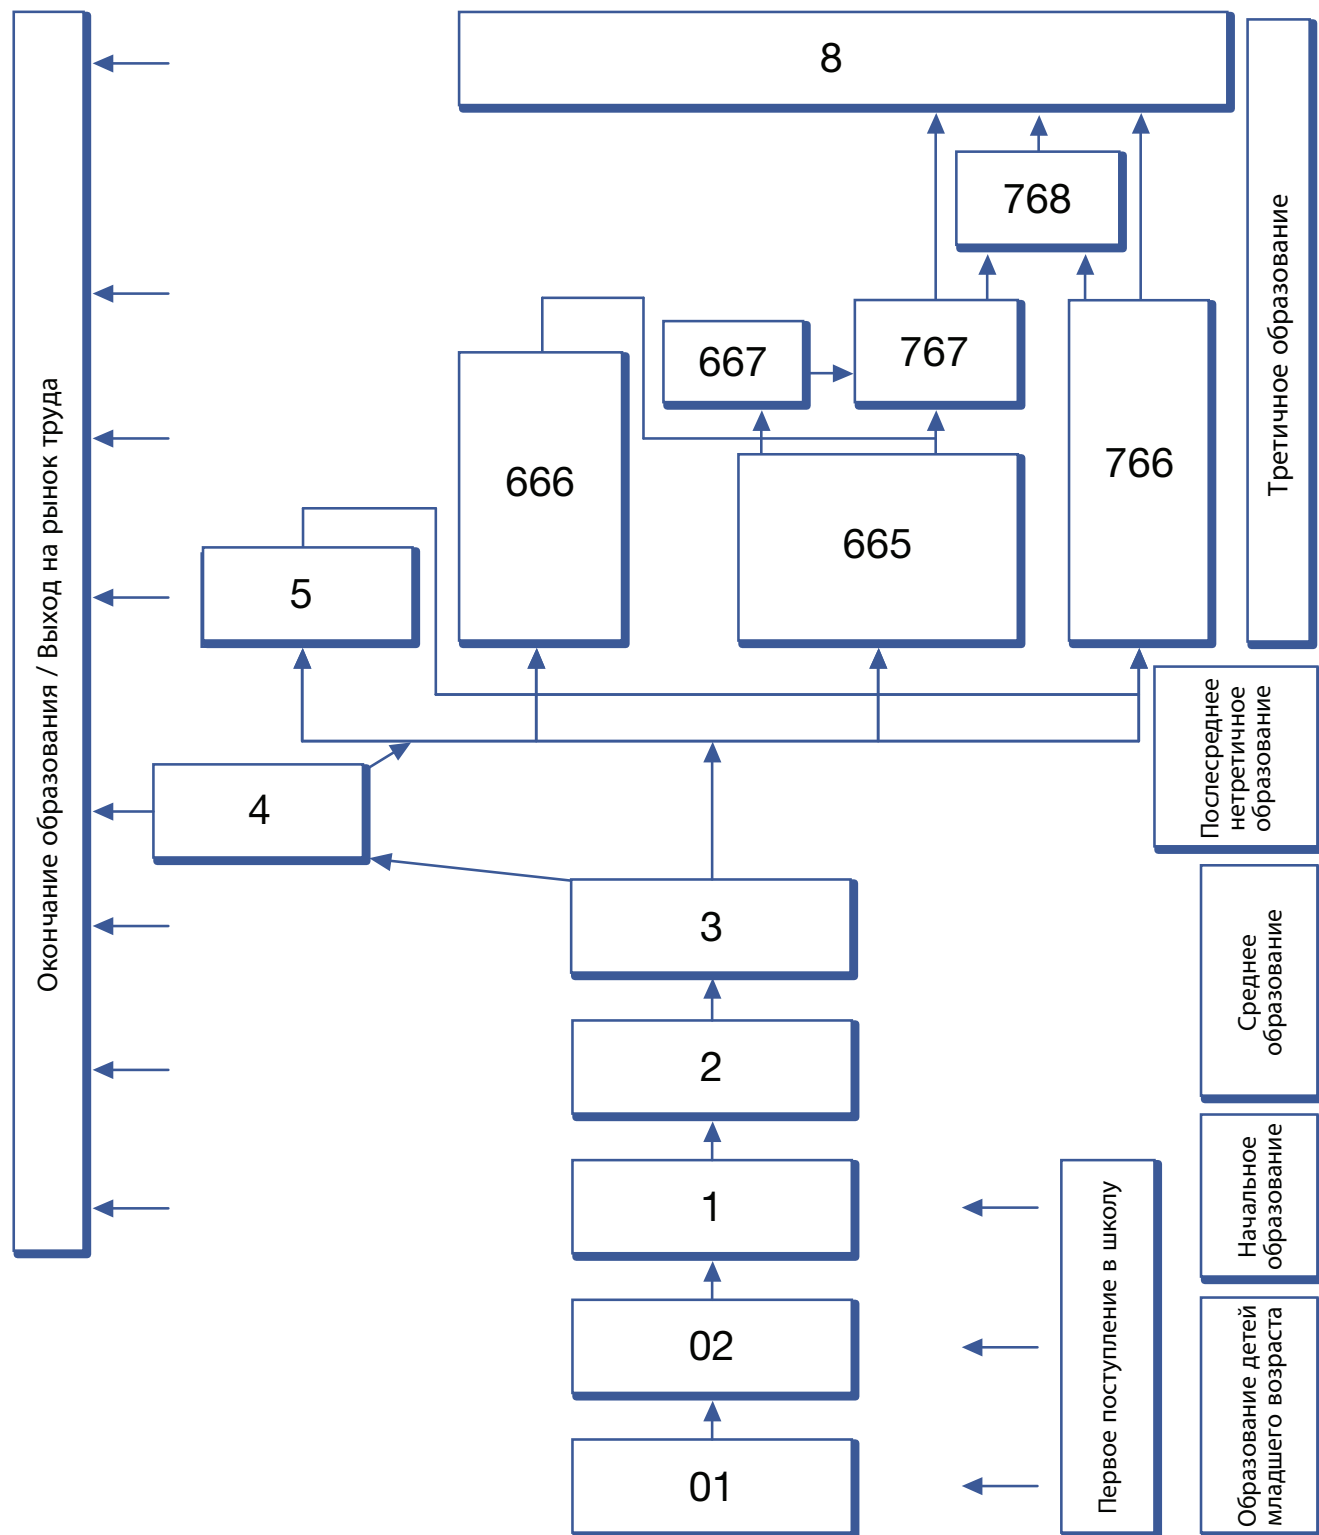 8
768
667
767
666
766
665
5
4
3
2
1
02
01
Окончание образования / Выход на рынок труда
Первое поступление в школу
Третичное образование
Послесреднее
нетретичное
образование
Среднее
образование
Начальное
образование
Образование детей
младшего возраста